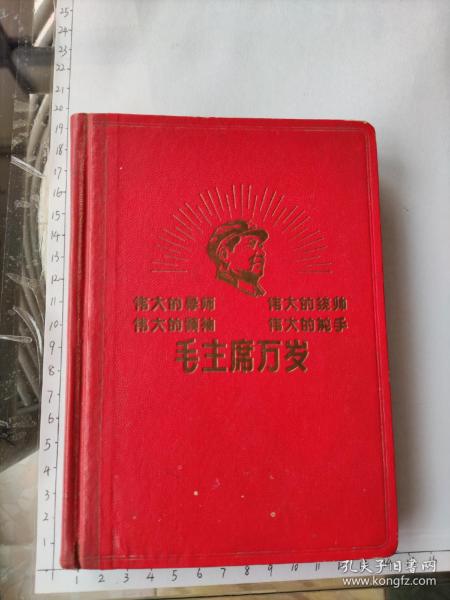 伟大的导师 伟大的统帅
伟大的领袖 伟大的舵手
毛主席万岁
孔夫子旧书网
www.kongfz.com